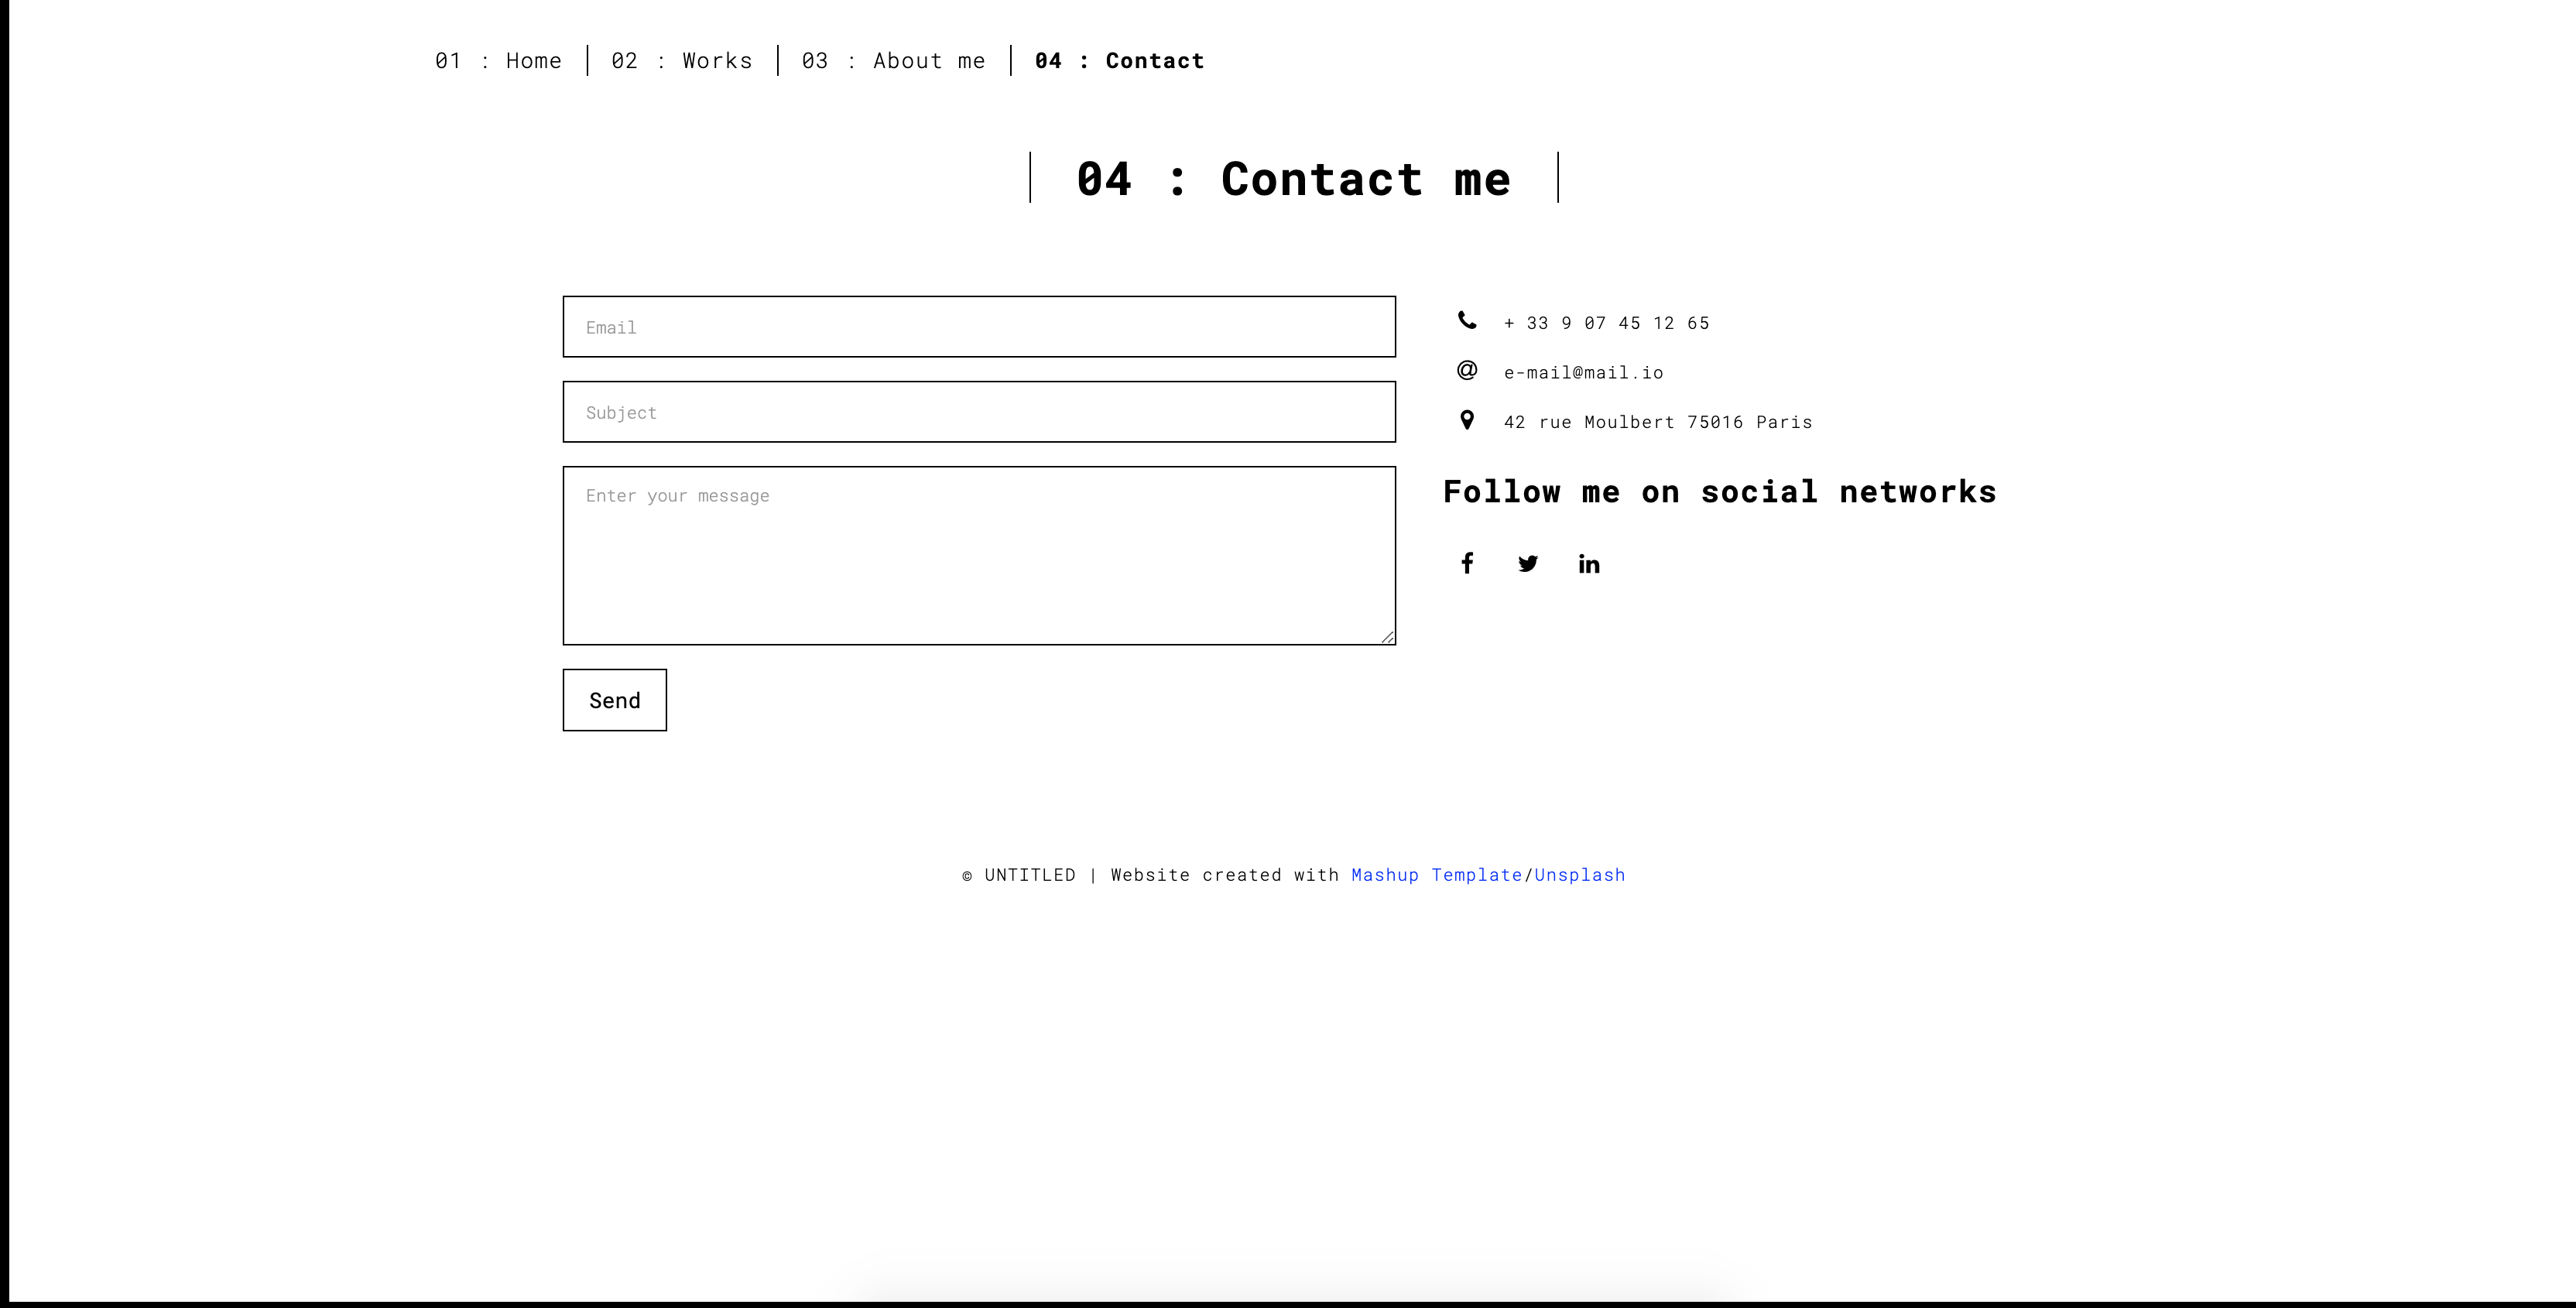 01 : Home | 02 : Works | 03 : About me | 04 : Contact
04 : Contact me
Email
Subject
Enter your message
Send
+ 33 9 07 45 12 65
e-mail@mail.io
42 rue Moulbert 75016 Paris
Follow me on social networks
© UNTITLED | Website created with Mashup Template/Unsplash